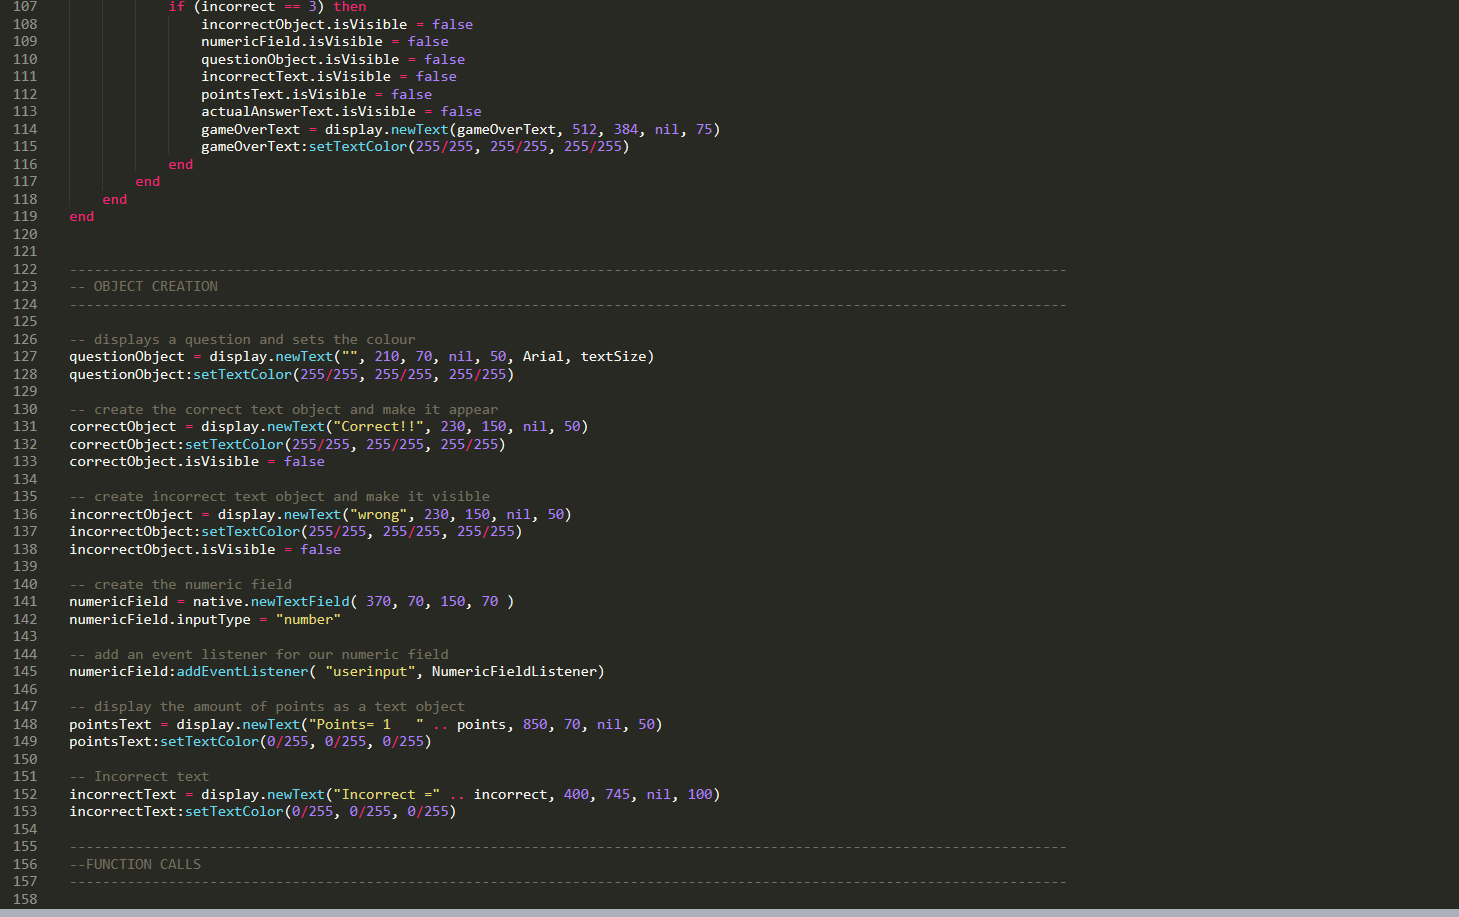 107 if (incorrect == 3) then
108 incorrectObject.isVisible = false
109 numericField.isVisible = false
110 questionObject.isVisible = false
111 incorrectText.isVisible = false
112 pointsText.isVisible = false
113 actualAnswerText.isVisible = false
114 gameOverText = display.newText(gameOverText, 512, 384, nil, 75)
115 gameOverText:setTextColor(255/255, 255/255, 255/255)
116 end
117 end
118 end
119 end
120
121
122 ------------------------------------------------------------------------------------------------------------------------
123 -- OBJECT CREATION
124 ------------------------------------------------------------------------------------------------------------------------
125
126 -- displays a question and sets the colour
127 questionObject = display.newText("", 210, 70, nil, 50, Arial, textSize)
128 questionObject:setTextColor(255/255, 255/255, 255/255)
129
130 -- create the correct text object and make it appear
131 correctObject = display.newText("Correct!!", 230, 150, nil, 50)
132 correctObject:setTextColor(255/255, 255/255, 255/255)
133 correctObject.isVisible = false
134
135 -- create incorrect text object and make it visible
136 incorrectObject = display.newText("wrong", 230, 150, nil, 50)
137 incorrectObject:setTextColor(255/255, 255/255, 255/255)
138 incorrectObject.isVisible = false
139
140 -- create the numeric field
141 numericField = native.newTextField( 370, 70, 150, 70 )
142 numericField.inputType = "number"
143
144 -- add an event listener for our numeric field
145 numericField:addEventListener( "userinput", NumericFieldListener)
146
147 -- display the amount of points as a text object
148 pointsText = display.newText("Points= 1   " .. points, 850, 70, nil, 50)
149 pointsText:setTextColor(0/255, 0/255, 0/255)
150
151 -- Incorrect text
152 incorrectText = display.newText("Incorrect =" .. incorrect, 400, 745, nil, 100)
153 incorrectText:setTextColor(0/255, 0/255, 0/255)
154
155 ------------------------------------------------------------------------------------------------------------------------
156 --FUNCTION CALLS
157 ------------------------------------------------------------------------------------------------------------------------
158